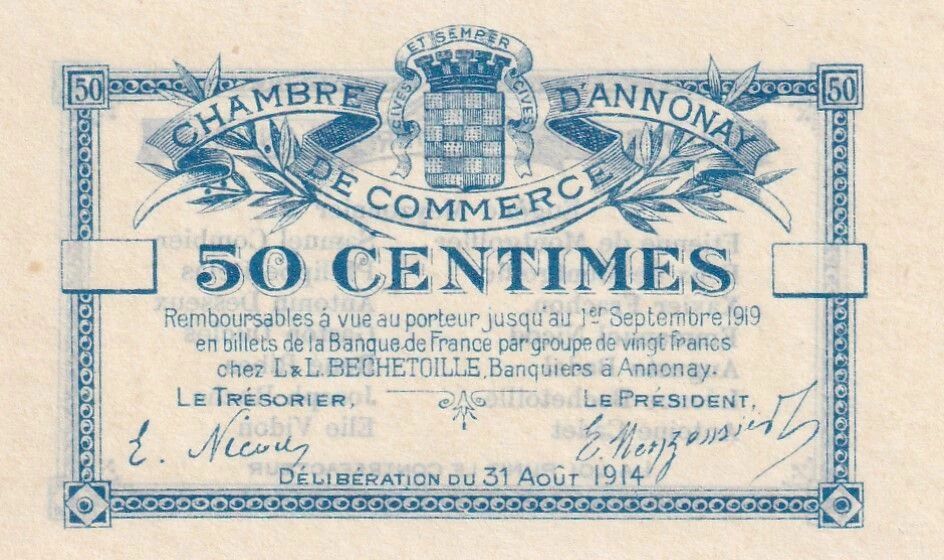 ET SEMPER
CIVES CIVES
50 50
CHAMBRE D'ANNONAY
DE COMMERCE
50 CENTIMES
Remboursables à vue au porteur jusqu'au 1er Septembre 1919
en billets de la Banque de France par groupe de vingt francs
chez L. & L. BECHETOILLE, Banquiers à Annonay.
LE TRÉSORIER, LE PRÉSIDENT,
E. Nicod
DÉLIBÉRATION DU 31 AOUT 1914